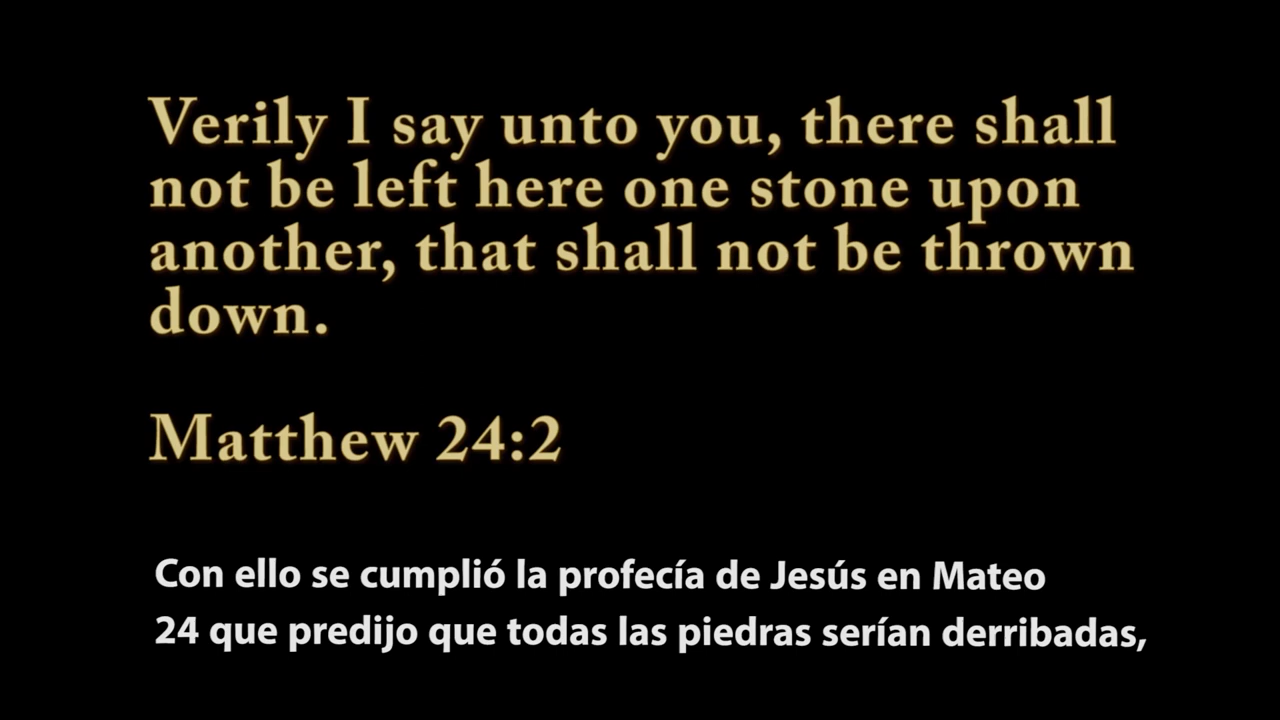 Verily I say unto you, there shall
not be left here one stone upon
another, that shall not be thrown
down.
Matthew 24:2
Con ello se cumplió la profecía de Jesús en Mateo
24 que predijo que todas las piedras serían derribadas,